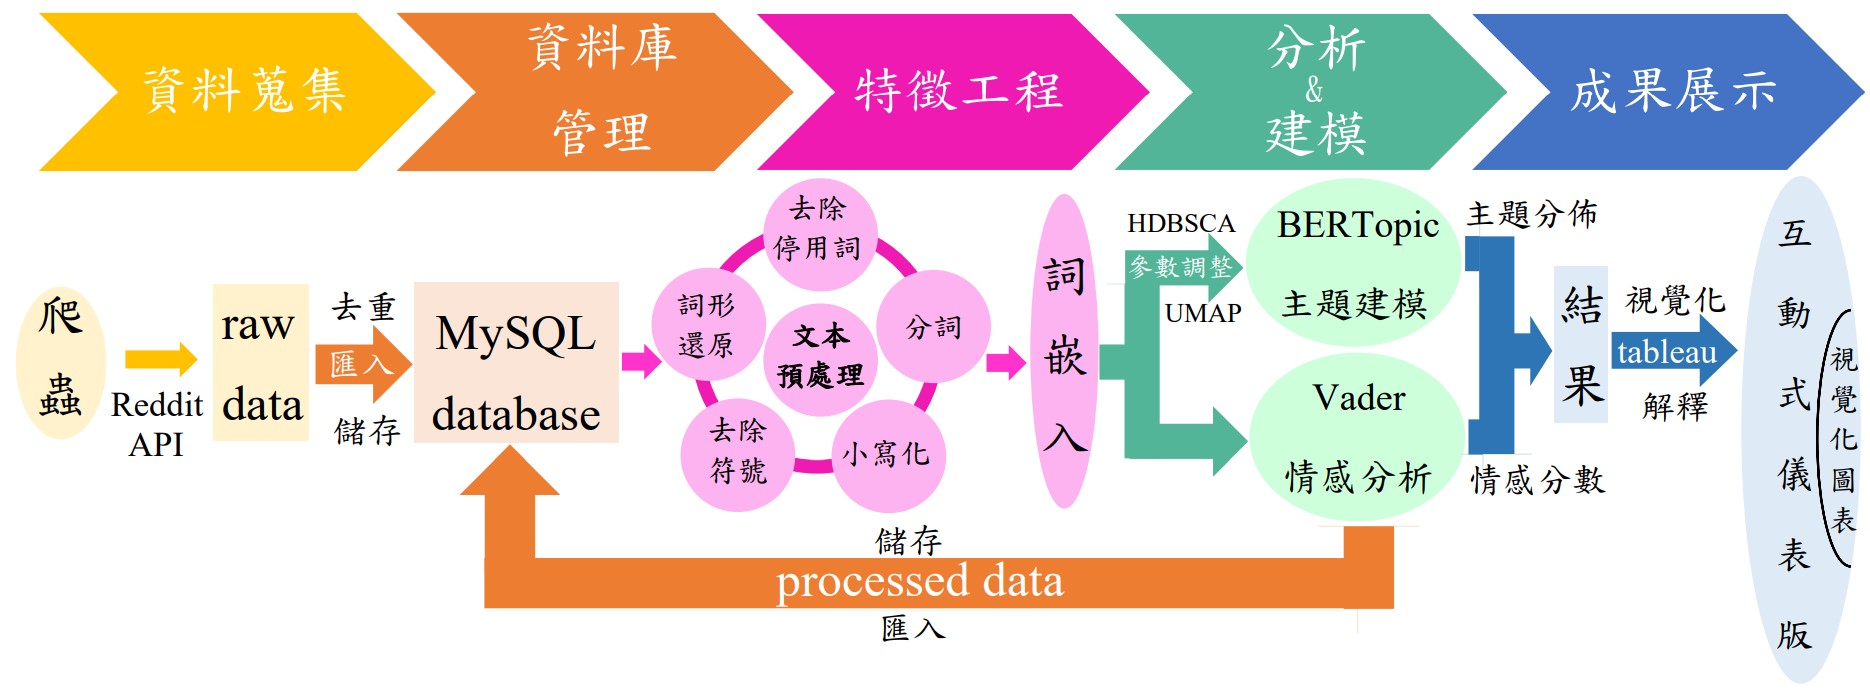 資料蒐集
資料庫
管理
特徵工程
分析
&
建模
成果展示
爬
蟲
Reddit
API
raw
data
去重
匯入
儲存
MySQL
database
去除
停用詞
詞形
還原
分詞
文本
預處理
去除
符號
小寫化
詞
嵌
入
HDBSCA
參數調整
UMAP
BERTopic
主題建模
Vader
情感分析
主題分佈
情感分數
結
果
視覺化
tableau
解釋
互
動
式
儀
表
版
視
覺
化
圖
表
儲存
processed data
匯入